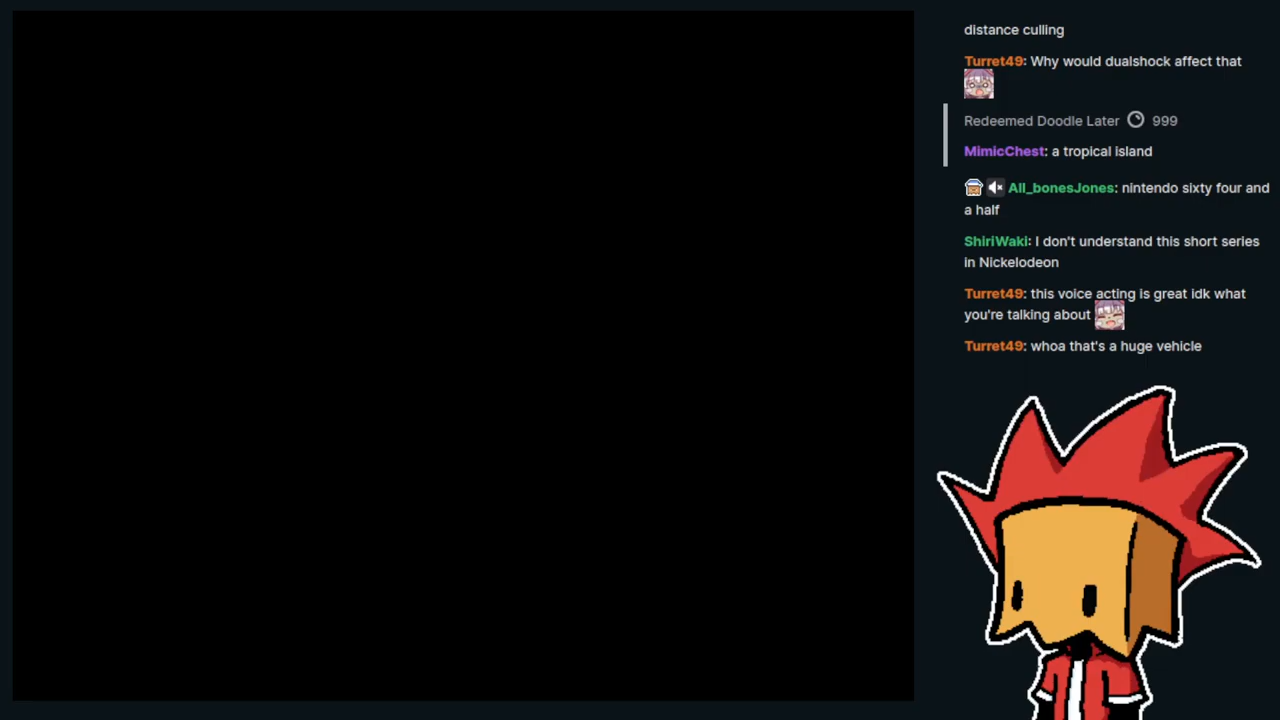 distance culling
Turret49: Why would dualshock affect that
Redeemed Doodle Later 999
MimicChest: a tropical island
All_bonesJones: nintendo sixty four and
a half
ShiriWaki: I don't understand this short series
in Nickelodeon
Turret49: this voice acting is great idk what
you're talking about
Turret49: whoa that's a huge vehicle